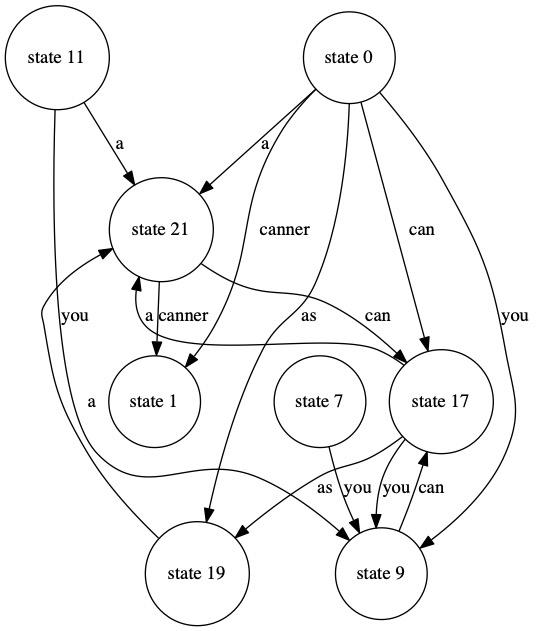 state 11
state 0
a
a
state 21
canner
can
you
a
canner
as
can
you
a
state 1
state 7
state 17
as
you
you
can
state 19
state 9